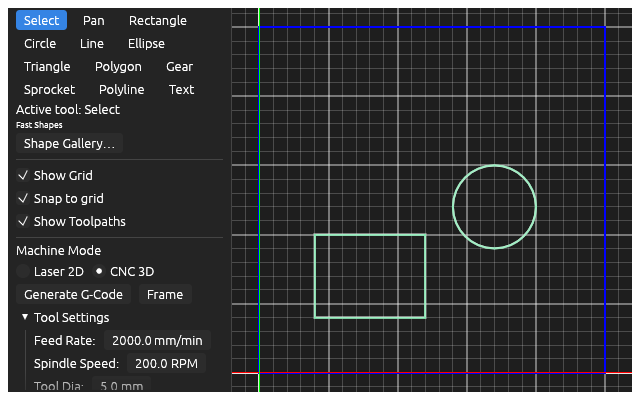 Select Pan Rectangle
Circle Line Ellipse
Triangle Polygon Gear
Sprocket Polyline Text
Active tool: Select
Fast Shapes
Shape Gallery...
Show Grid
Snap to grid
Show Toolpaths
Machine Mode
Laser 2D CNC 3D
Generate G-Code Frame
Tool Settings
Feed Rate: 2000.0 mm/min
Spindle Speed: 200.0 RPM
Tool Dia: 5.0 mm